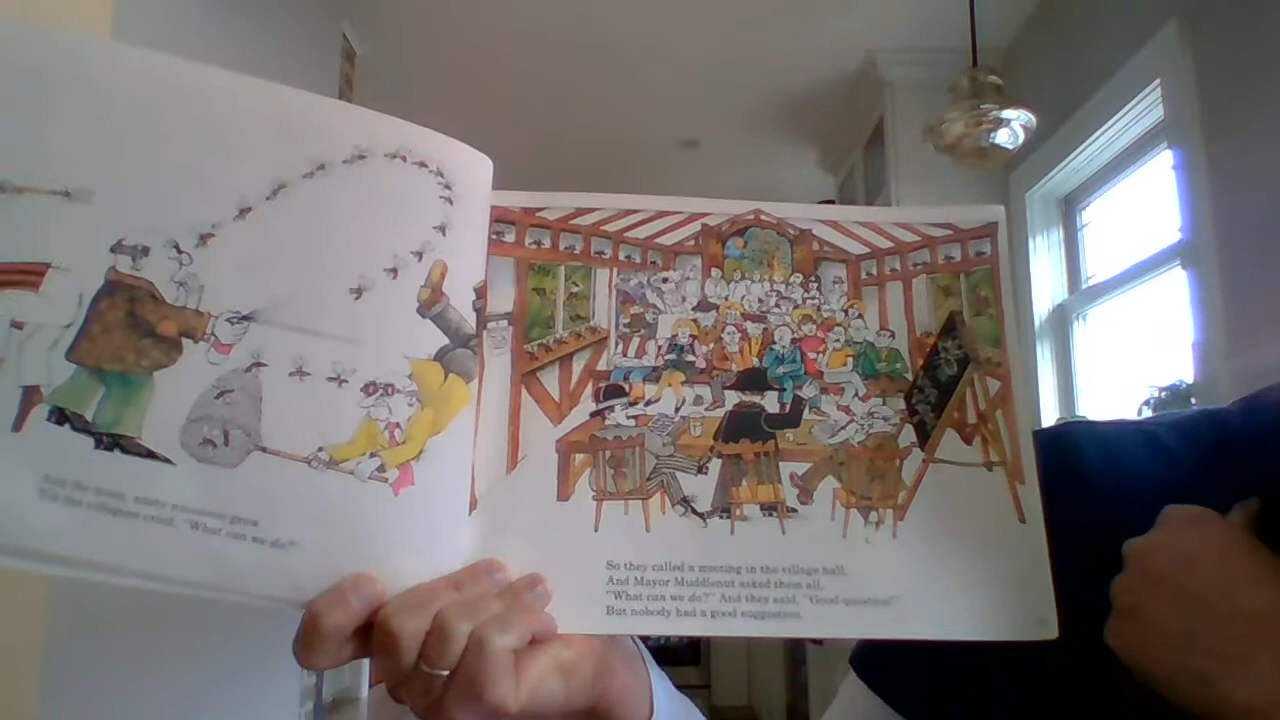 And the noisy, nasty nuisances grew
Till the villagers cried, "What can we do?"
So they called a meeting in the village hall,
And Mayor Muddlenut asked them all,
"What can we do?" And they said, "Good question!"
But nobody had a good suggestion.